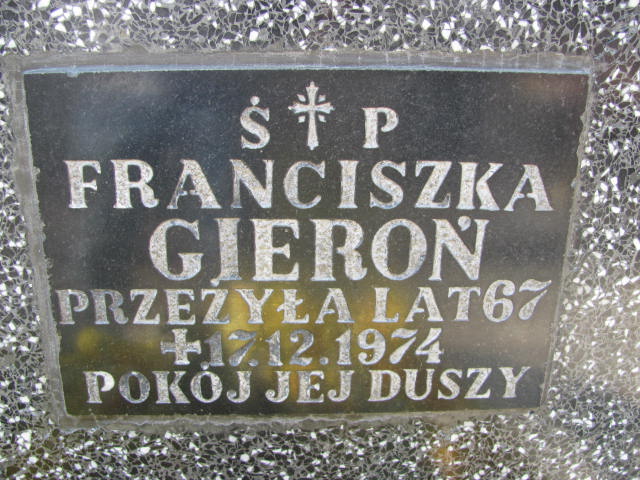 Ś † P
FRANCISZKA
GIEROŃ
PRZEŻYŁA LAT 67
✝ 17.12.1974
POKÓJ JEJ DUSZY